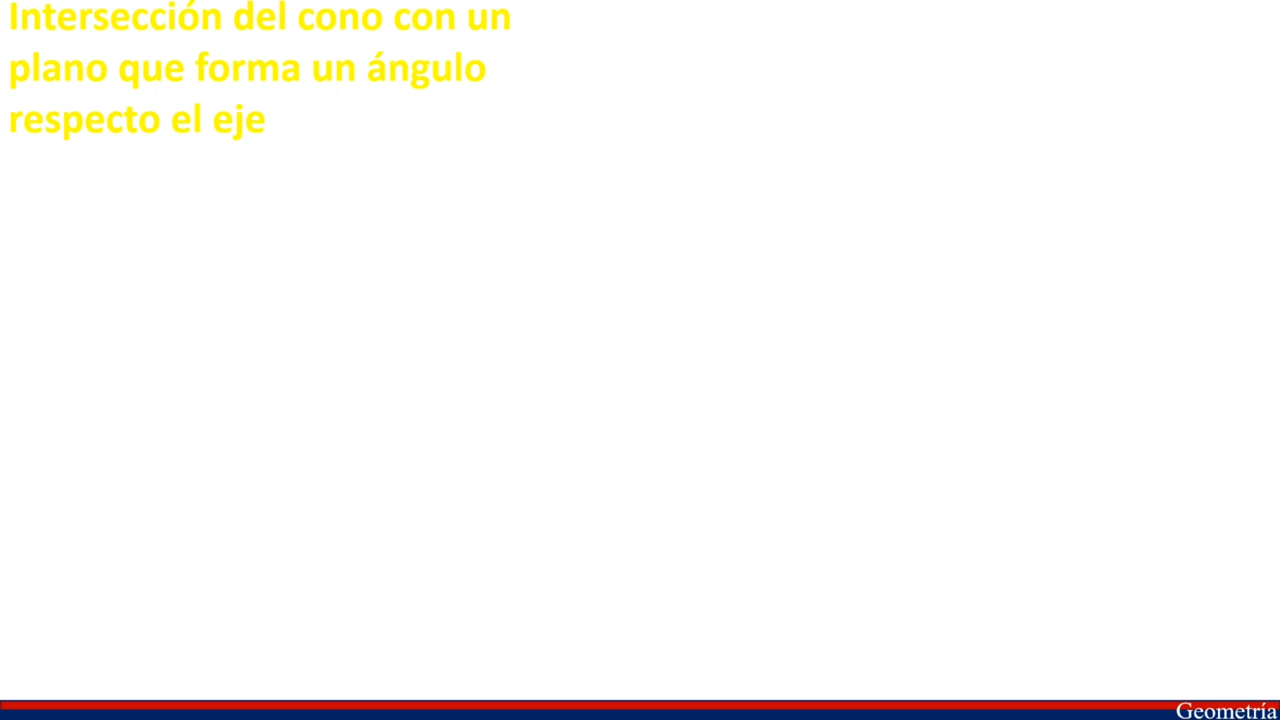 Intersección del cono con un
plano que forma un ángulo
respecto el eje
Geometría